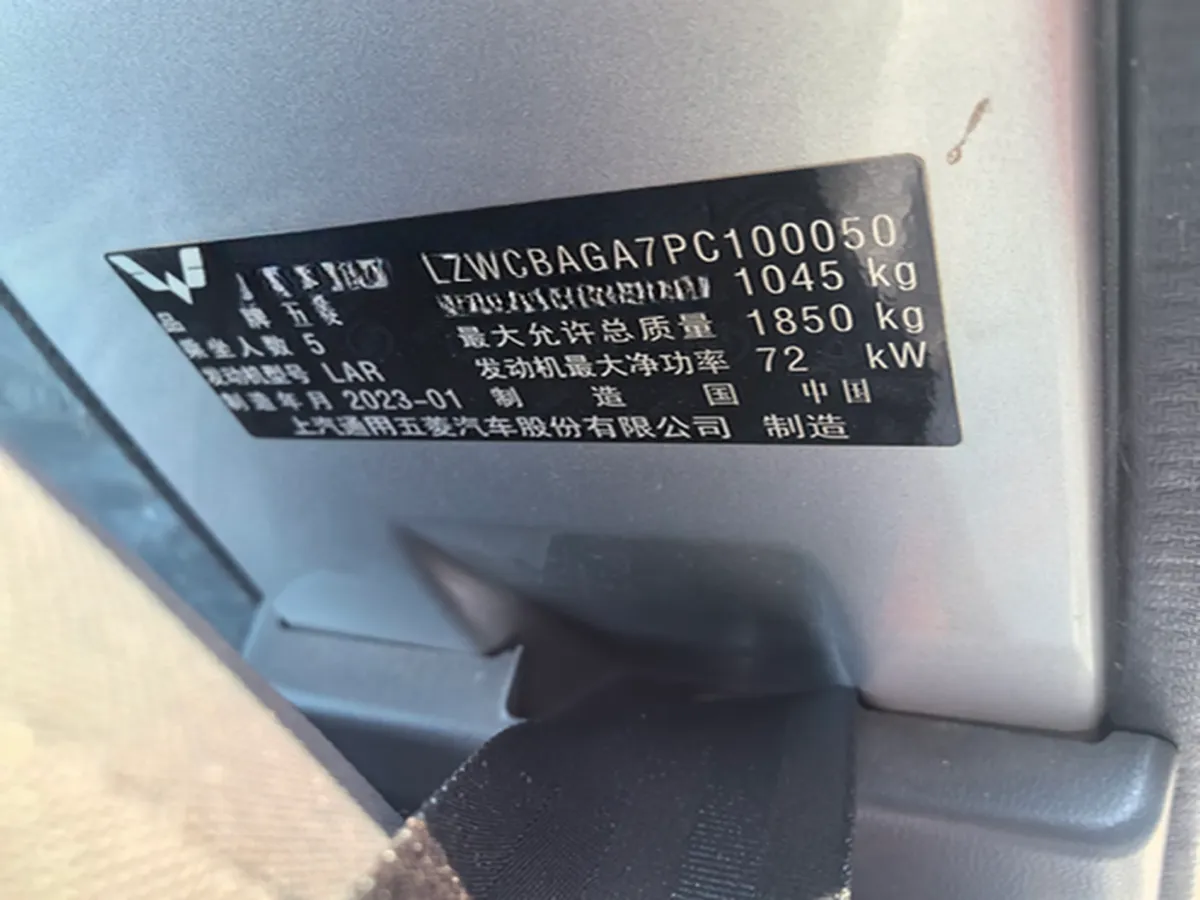 LZWCBAGA7PC100050
1045 kg
品 牌 五菱 最大允许总质量 1850 kg
乘坐人数 5 发动机最大净功率 72 kW
发动机型号 LAR
制造年月 2023-01 制 造 国 中国
上汽通用五菱汽车股份有限公司 制造